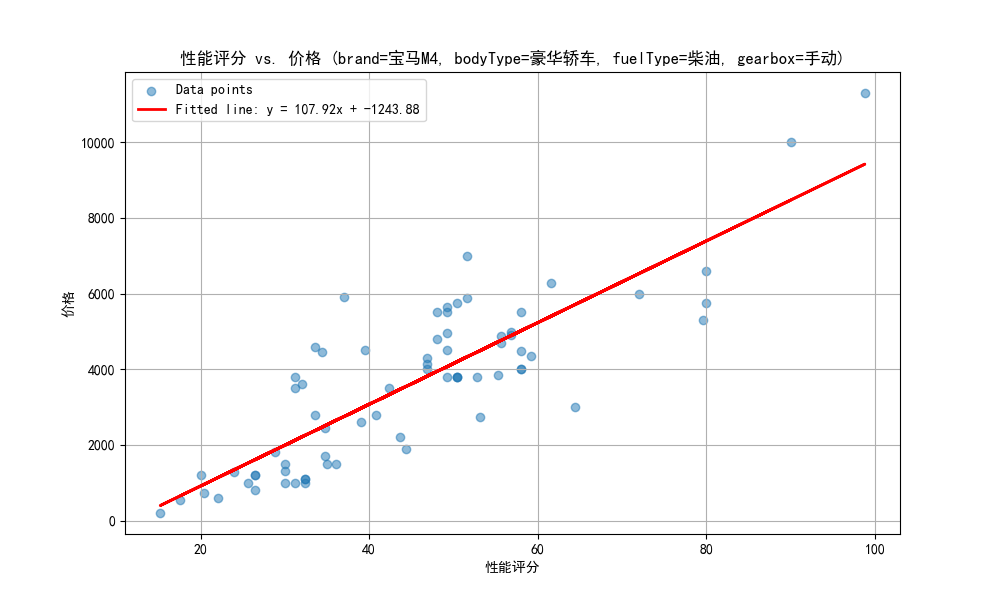 性能评分 vs. 价格 (brand=宝马M4, bodyType=豪华轿车, fuelType=柴油, gearbox=手动)
Data points
Fitted line: y = 107.92x + -1243.88
价格
10000
8000
6000
4000
2000
0
20 40 60 80 100
性能评分